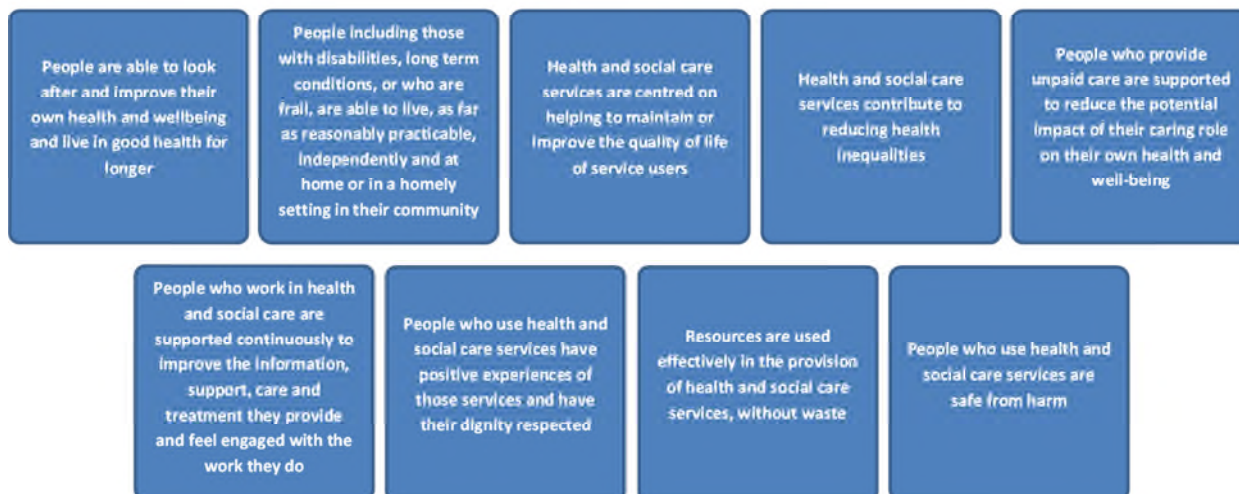 People are able to look
after and improve their
own health and wellbeing
and live in good health for
longer
People including those
with disabilities, long term
conditions, or who are
frail, are able to live, as far
as reasonably practicable,
independently and at
home or in a homely
setting in their community
Health and social care
services are centred on
helping to maintain or
improve the quality of life
of service users
Health and social care
services contribute to
reducing health
inequalities
People who provide
unpaid care are supported
to reduce the potential
impact of their caring role
on their own health and
well-being
People who work in health
and social care are
supported continuously to
improve the information,
support, care and
treatment they provide
and feel engaged with the
work they do
People who use health and
social care services have
positive experiences of
those services and have
their dignity respected
Resources are used
effectively in the provision
of health and social care
services, without waste
People who use health and
social care services are
safe from harm